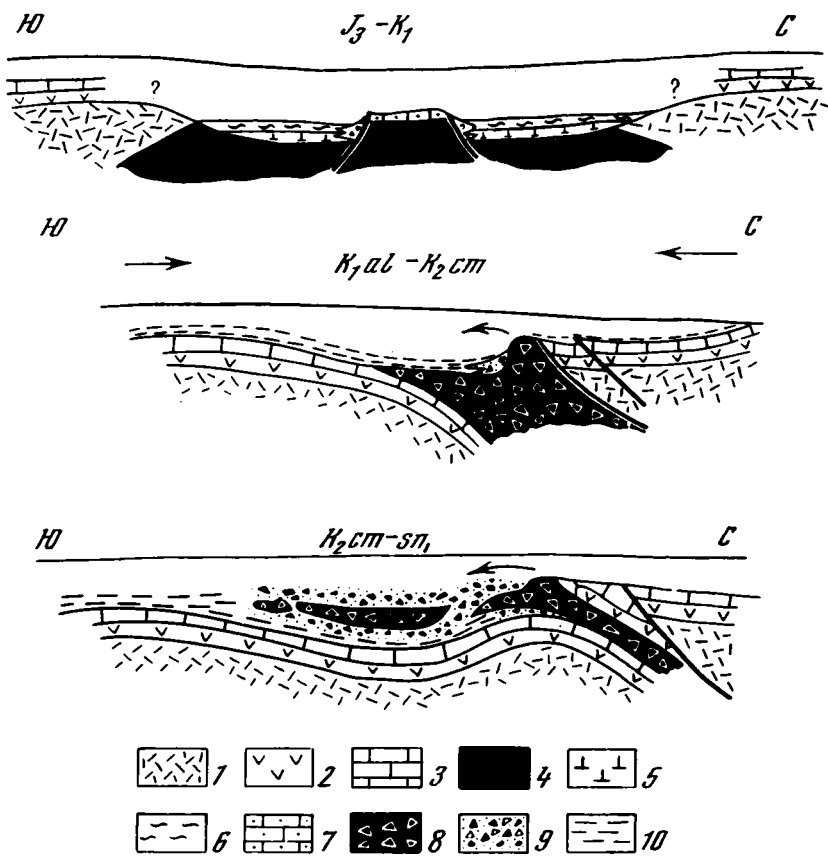 Ю J₃–K₁ С
? ?
Ю С
K₁al–K₂cm
Ю K₂cm-sn₁ С
1 2 3 4 5
6 7 8 9 10